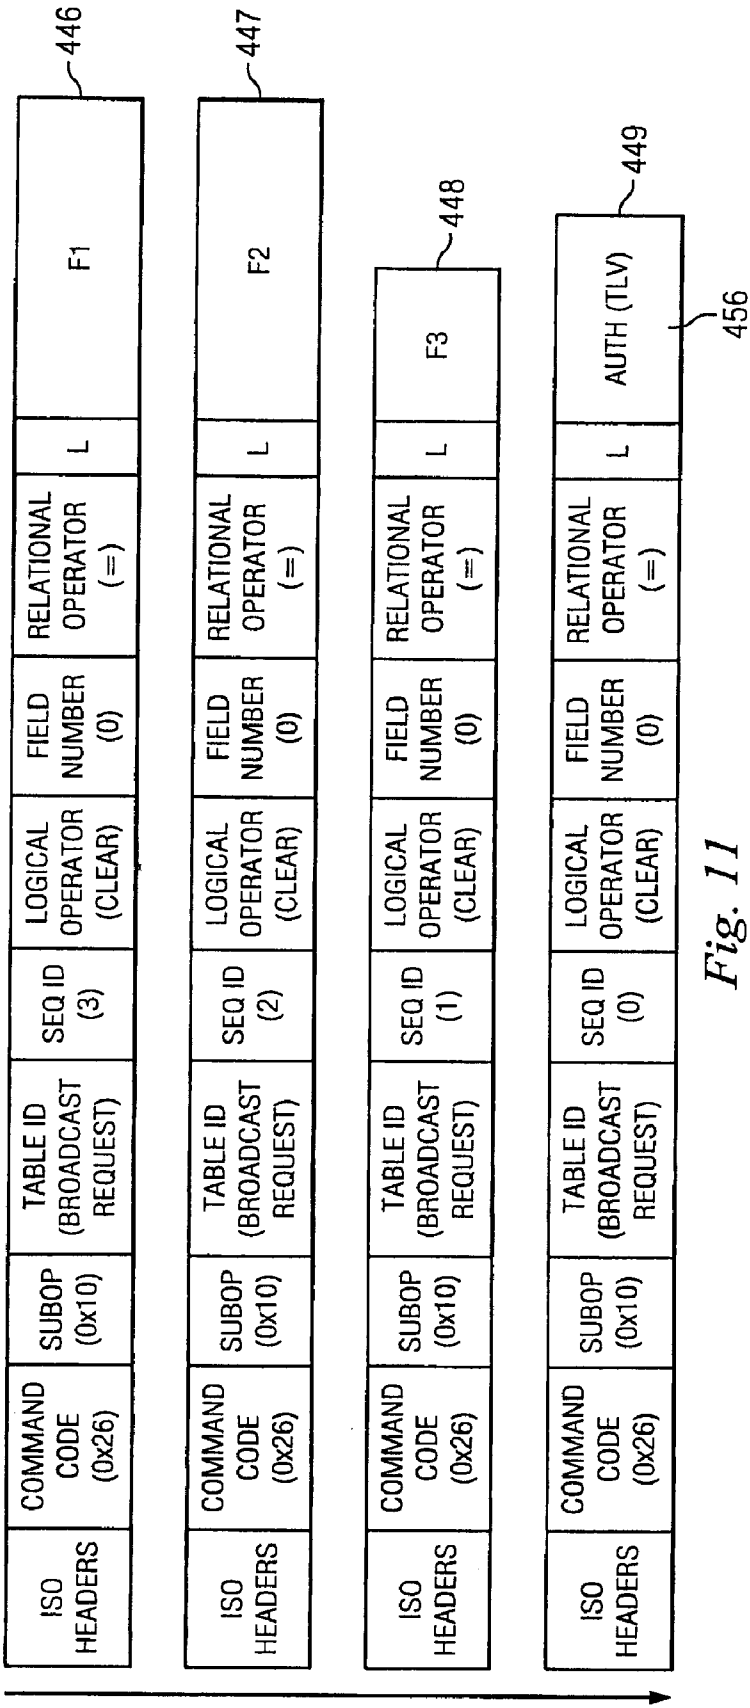 ISO
HEADERS
COMMAND
CODE
(0x26)
SUBOP
(0x10)
TABLE ID
(BROADCAST
REQUEST)
SEQ ID
(3)
LOGICAL
OPERATOR
(CLEAR)
FIELD
NUMBER
(0)
RELATIONAL
OPERATOR
(=)
L
F1
446
ISO
HEADERS
COMMAND
CODE
(0x26)
SUBOP
(0x10)
TABLE ID
(BROADCAST
REQUEST)
SEQ ID
(2)
LOGICAL
OPERATOR
(CLEAR)
FIELD
NUMBER
(0)
RELATIONAL
OPERATOR
(=)
L
F2
447
ISO
HEADERS
COMMAND
CODE
(0x26)
SUBOP
(0x10)
TABLE ID
(BROADCAST
REQUEST)
SEQ ID
(1)
LOGICAL
OPERATOR
(CLEAR)
FIELD
NUMBER
(0)
RELATIONAL
OPERATOR
(=)
L
F3
448
ISO
HEADERS
COMMAND
CODE
(0x26)
SUBOP
(0x10)
TABLE ID
(BROADCAST
REQUEST)
SEQ ID
(0)
LOGICAL
OPERATOR
(CLEAR)
FIELD
NUMBER
(0)
RELATIONAL
OPERATOR
(=)
L
AUTH (TLV)
449
456
Fig. 11